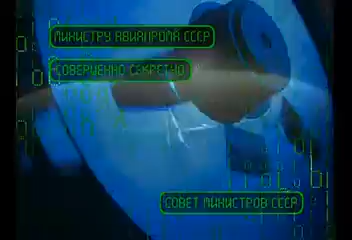 МИНИСТРУ АВИАПРОМА СССР
СОВЕРШЕННО СЕКРЕТНО
СОВЕТ МИНИСТРОВ СССР